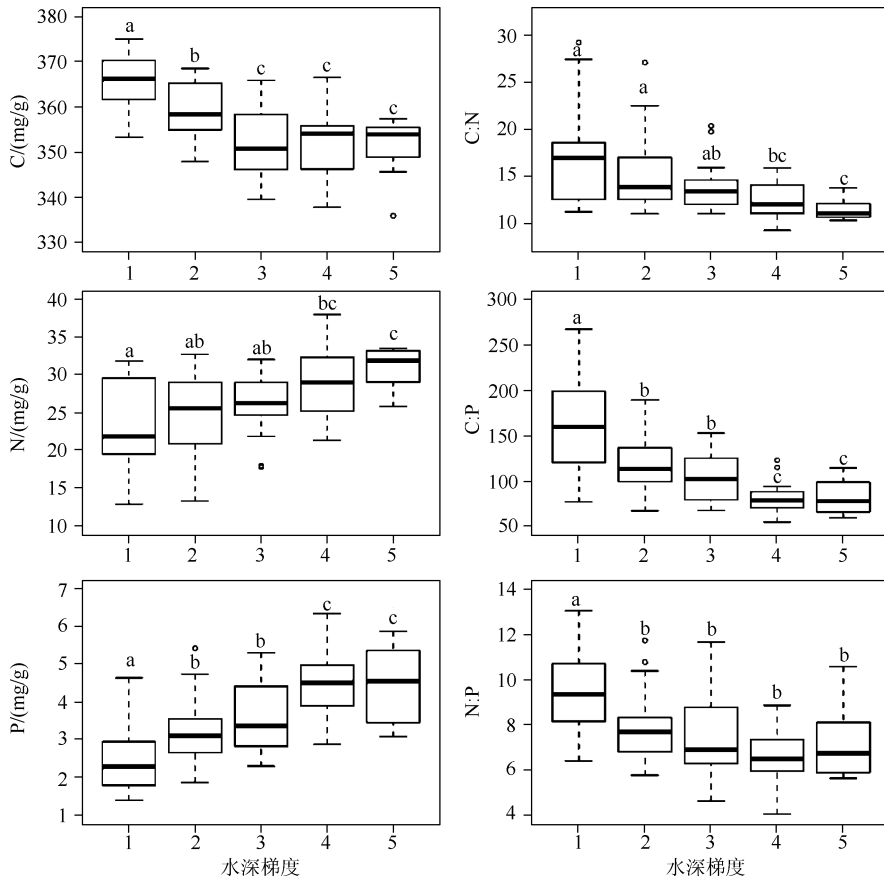 380
370
360
350
340
330
C/(mg/g)
a
b
c
c
c
1 2 3 4 5
30
25
20
15
10
C:N
a
a
ab
bc
c
1 2 3 4 5
40
35
30
25
20
15
10
N/(mg/g)
a
ab
ab
bc
c
1 2 3 4 5
300
250
200
150
100
50
C:P
a
b
b
c
c
1 2 3 4 5
7
6
5
4
3
2
1
P/(mg/g)
a
b
b
c
c
1 2 3 4 5
水深梯度
14
12
10
8
6
4
N:P
a
b
b
b
b
1 2 3 4 5
水深梯度